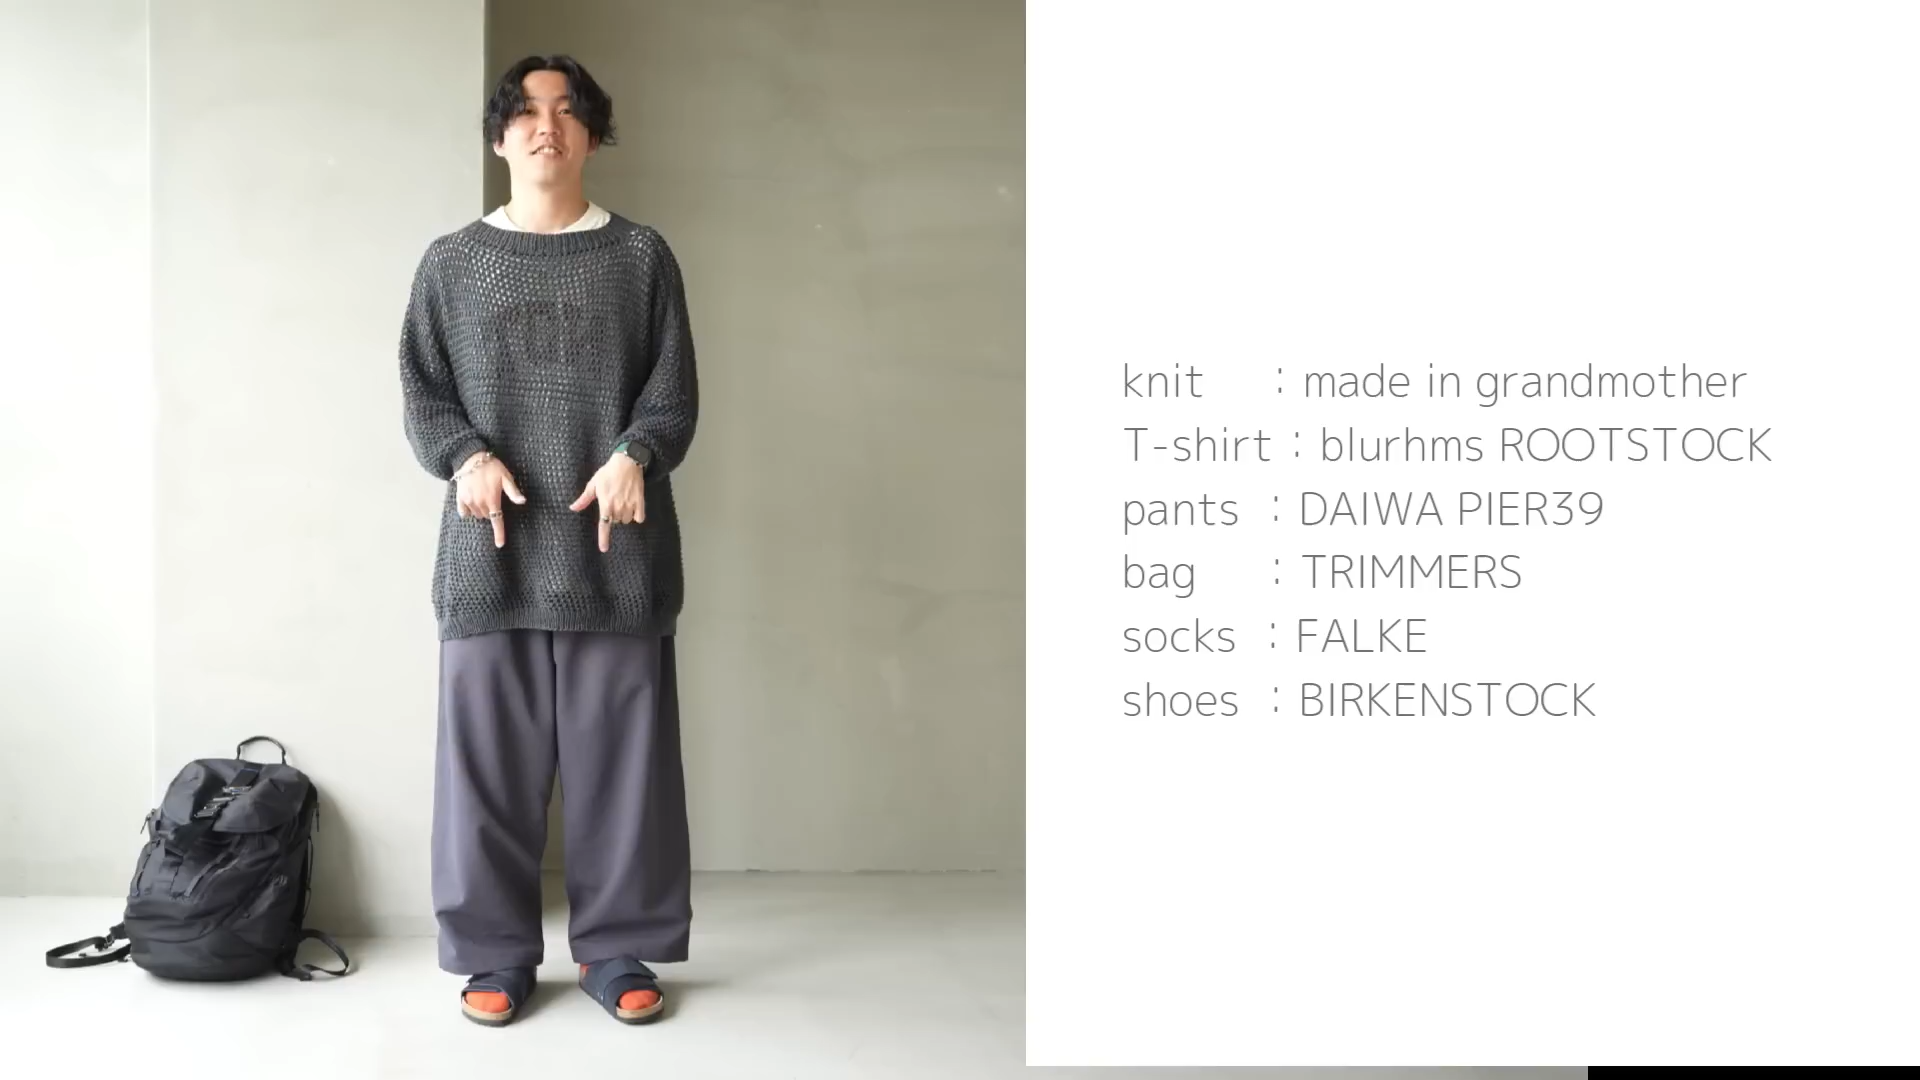 knit : made in grandmother
T-shirt : blurhms ROOTSTOCK
pants : DAIWA PIER39
bag : TRIMMERS
socks : FALKE
shoes : BIRKENSTOCK